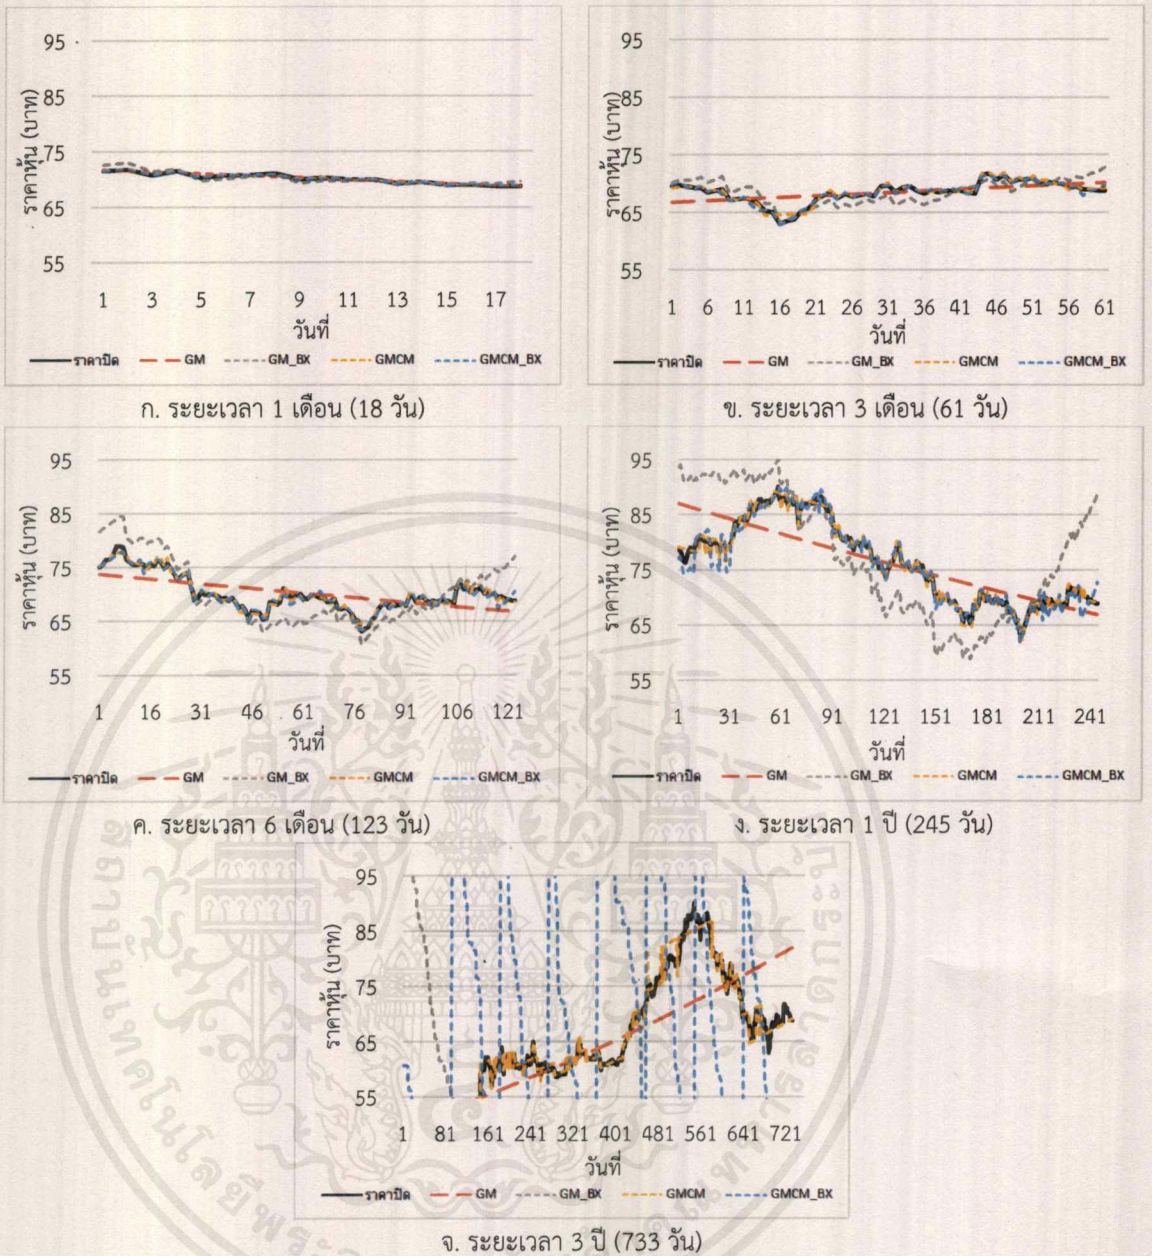 95
85
75
65
55
ราคาหุ้น (บาท)
1 3 5 7 9 11 13 15 17
วันที่
ราคาปิด GM GM_BX GMCM GMCM_BX
ก. ระยะเวลา 1 เดือน (18 วัน)
95
85
75
65
55
ราคาหุ้น (บาท)
1 6 11 16 21 26 31 36 41 46 51 56 61
วันที่
ราคาปิด GM GM_BX GMCM GMCM_BX
ข. ระยะเวลา 3 เดือน (61 วัน)
95
85
75
65
55
ราคาหุ้น (บาท)
1 16 31 46 61 76 91 106 121
วันที่
ราคาปิด GM GM_BX GMCM GMCM_BX
ค. ระยะเวลา 6 เดือน (123 วัน)
95
85
75
65
55
ราคาหุ้น (บาท)
1 31 61 91 121 151 181 211 241
วันที่
ราคาปิด GM GM_BX GMCM GMCM_BX
ง. ระยะเวลา 1 ปี (245 วัน)
95
85
75
65
55
ราคาหุ้น (บาท)
1 81 161 241 321 401 481 561 641 721
วันที่
ราคาปิด GM GM_BX GMCM GMCM_BX
จ. ระยะเวลา 3 ปี (733 วัน)